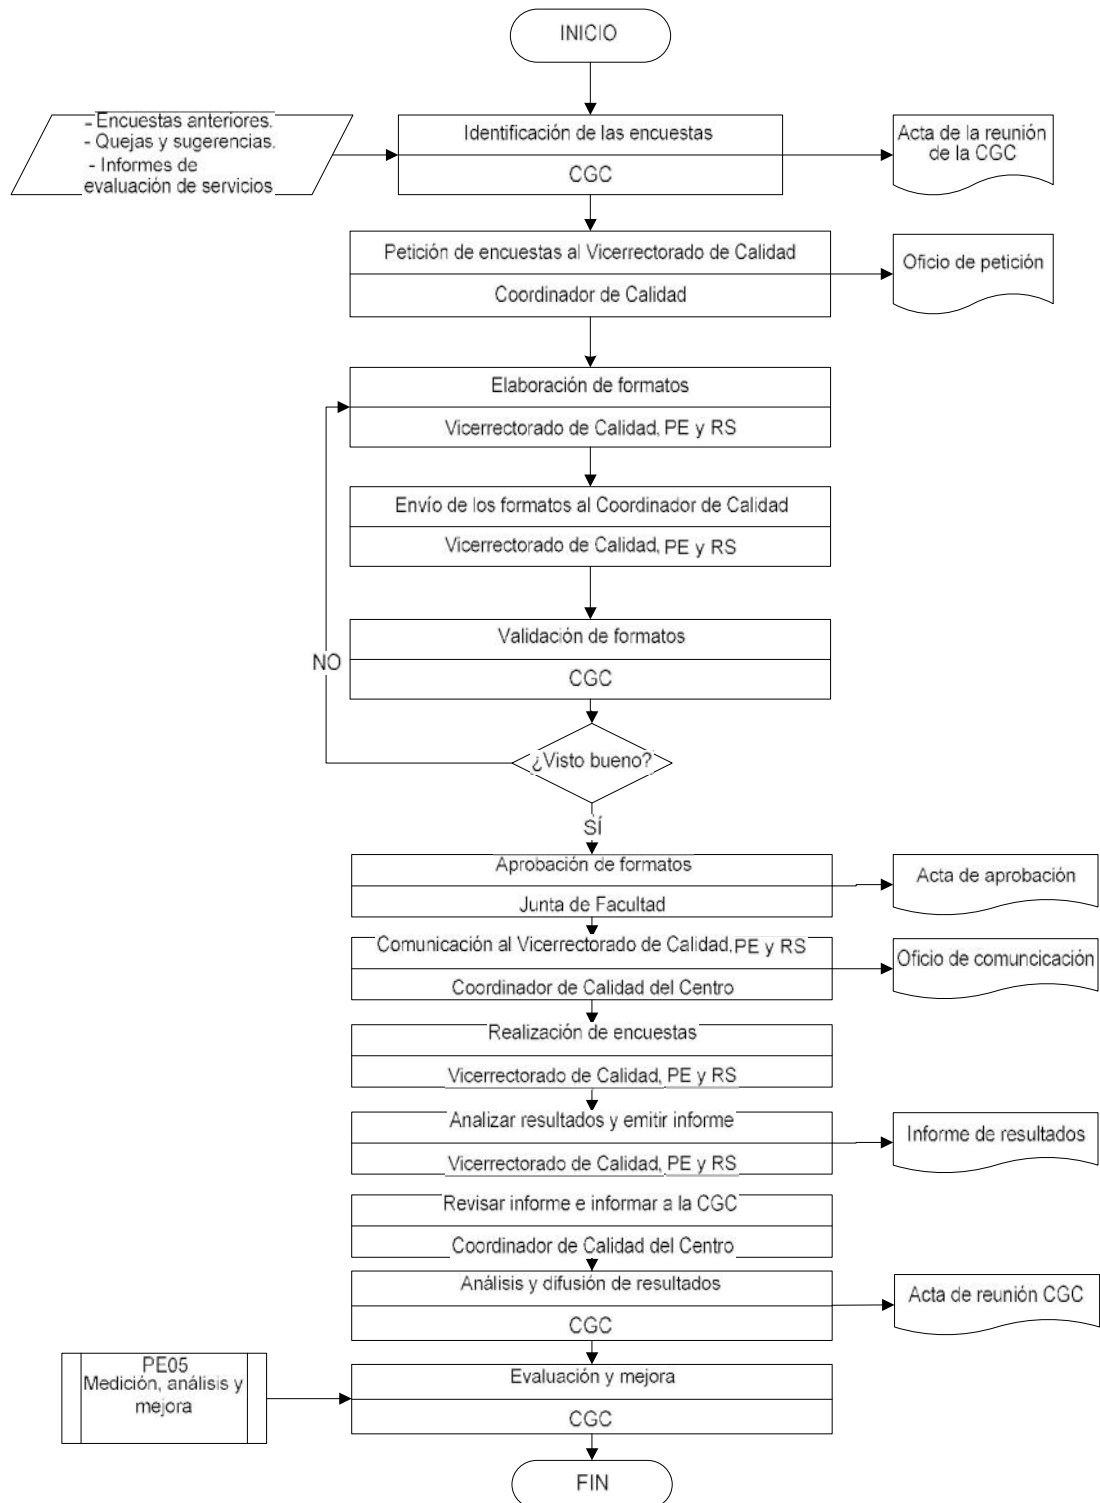 INICIO
- Encuestas anteriores.
- Quejas y sugerencias.
- Informes de
evaluación de servicios
Identificación de las encuestas
CGC
Acta de la reunión
de la CGC
Petición de encuestas al Vicerrectorado de Calidad
Coordinador de Calidad
Oficio de petición
Elaboración de formatos
Vicerrectorado de Calidad, PE y RS
Envío de los formatos al Coordinador de Calidad
Vicerrectorado de Calidad, PE y RS
Validación de formatos
CGC
NO
¿Visto bueno?
SÍ
Aprobación de formatos
Junta de Facultad
Acta de aprobación
Comunicación al Vicerrectorado de Calidad, PE y RS
Coordinador de Calidad del Centro
Oficio de comuncicación
Realización de encuestas
Vicerrectorado de Calidad, PE y RS
Analizar resultados y emitir informe
Vicerrectorado de Calidad, PE y RS
Informe de resultados
Revisar informe e informar a la CGC
Coordinador de Calidad del Centro
Análisis y difusión de resultados
CGC
Acta de reunión CGC
PE05
Medición, análisis y
mejora
Evaluación y mejora
CGC
FIN